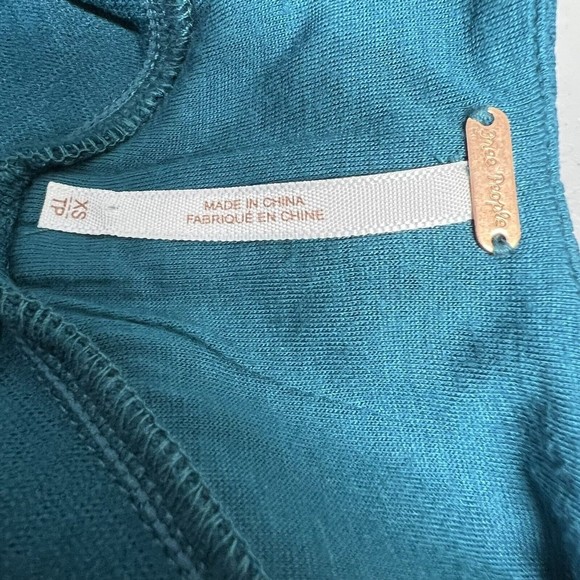 free people
XS
TP
MADE IN CHINA
FABRIQUÉ EN CHINE